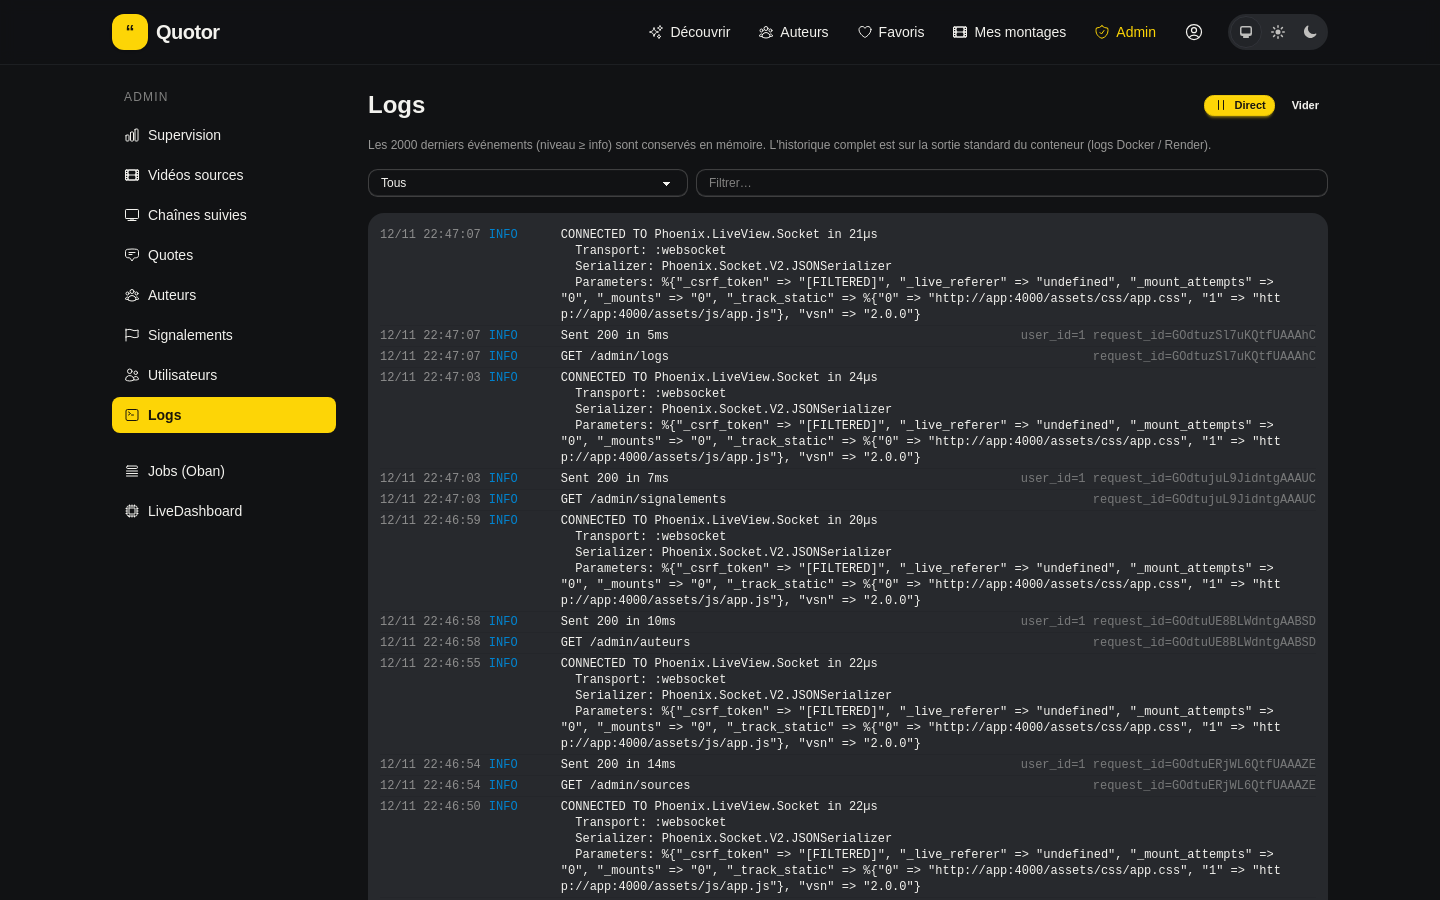 “ Quotor
Découvrir
Auteurs
Favoris
Mes montages
Admin
ADMIN
Supervision
Vidéos sources
Chaînes suivies
Quotes
Auteurs
Signalements
Utilisateurs
Logs
Jobs (Oban)
LiveDashboard
Logs
Direct
Vider
Les 2000 derniers événements (niveau ≥ info) sont conservés en mémoire. L'historique complet est sur la sortie standard du conteneur (logs Docker / Render).
Tous
Filtrer…
12/11 22:47:07 INFO CONNECTED TO Phoenix.LiveView.Socket in 21µs
Transport: :websocket
Serializer: Phoenix.Socket.V2.JSONSerializer
Parameters: %{"_csrf_token" => "[FILTERED]", "_live_referer" => "undefined", "_mount_attempts" =>
"0", "_mounts" => "0", "_track_static" => %{"0" => "http://app:4000/assets/css/app.css", "1" => "htt
p://app:4000/assets/js/app.js"}, "vsn" => "2.0.0"}
12/11 22:47:07 INFO Sent 200 in 5ms user_id=1 request_id=GOdtuzSl7uKQtfUAAAhC
12/11 22:47:07 INFO GET /admin/logs request_id=GOdtuzSl7uKQtfUAAAhC
12/11 22:47:03 INFO CONNECTED TO Phoenix.LiveView.Socket in 24µs
Transport: :websocket
Serializer: Phoenix.Socket.V2.JSONSerializer
Parameters: %{"_csrf_token" => "[FILTERED]", "_live_referer" => "undefined", "_mount_attempts" =>
"0", "_mounts" => "0", "_track_static" => %{"0" => "http://app:4000/assets/css/app.css", "1" => "htt
p://app:4000/assets/js/app.js"}, "vsn" => "2.0.0"}
12/11 22:47:03 INFO Sent 200 in 7ms user_id=1 request_id=GOdtujuL9JidntgAAAUC
12/11 22:47:03 INFO GET /admin/signalements request_id=GOdtujuL9JidntgAAAUC
12/11 22:46:59 INFO CONNECTED TO Phoenix.LiveView.Socket in 20µs
Transport: :websocket
Serializer: Phoenix.Socket.V2.JSONSerializer
Parameters: %{"_csrf_token" => "[FILTERED]", "_live_referer" => "undefined", "_mount_attempts" =>
"0", "_mounts" => "0", "_track_static" => %{"0" => "http://app:4000/assets/css/app.css", "1" => "htt
p://app:4000/assets/js/app.js"}, "vsn" => "2.0.0"}
12/11 22:46:58 INFO Sent 200 in 10ms user_id=1 request_id=GOdtuUE8BLWdntgAABSD
12/11 22:46:58 INFO GET /admin/auteurs request_id=GOdtuUE8BLWdntgAABSD
12/11 22:46:55 INFO CONNECTED TO Phoenix.LiveView.Socket in 22µs
Transport: :websocket
Serializer: Phoenix.Socket.V2.JSONSerializer
Parameters: %{"_csrf_token" => "[FILTERED]", "_live_referer" => "undefined", "_mount_attempts" =>
"0", "_mounts" => "0", "_track_static" => %{"0" => "http://app:4000/assets/css/app.css", "1" => "htt
p://app:4000/assets/js/app.js"}, "vsn" => "2.0.0"}
12/11 22:46:54 INFO Sent 200 in 14ms user_id=1 request_id=GOdtuERjWL6QtfUAAAZE
12/11 22:46:54 INFO GET /admin/sources request_id=GOdtuERjWL6QtfUAAAZE
12/11 22:46:50 INFO CONNECTED TO Phoenix.LiveView.Socket in 22µs
Transport: :websocket
Serializer: Phoenix.Socket.V2.JSONSerializer
Parameters: %{"_csrf_token" => "[FILTERED]", "_live_referer" => "undefined", "_mount_attempts" =>
"0", "_mounts" => "0", "_track_static" => %{"0" => "http://app:4000/assets/css/app.css", "1" => "htt
p://app:4000/assets/js/app.js"}, "vsn" => "2.0.0"}